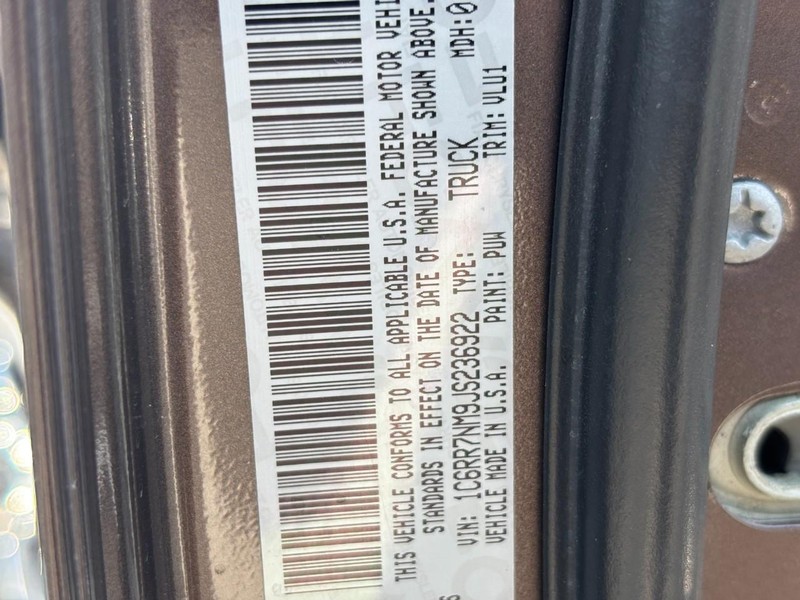 THIS VEHICLE CONFORMS TO ALL APPLICABLE U.S.A. FEDERAL MOTOR VEHI
STANDARDS IN EFFECT ON THE DATE OF MANUFACTURE SHOWN ABOVE.
VIN: 1C6RR7NM9JS236922 TYPE: TRUCK MDH:0
VEHICLE MADE IN U.S.A. PAINT: PUW TRIM: VLU1